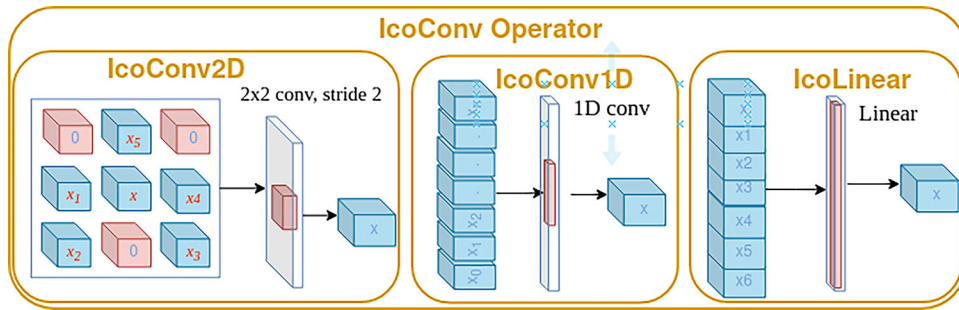 IcoConv Operator
IcoConv2D
2x2 conv, stride 2
0 x5 0
x1 x x4
x2 0 x3
x
IcoConv1D
1D conv
x
.
.
.
x2
x1
x0
x
IcoLinear
Linear
x1
x2
x3
x4
x5
x6
x